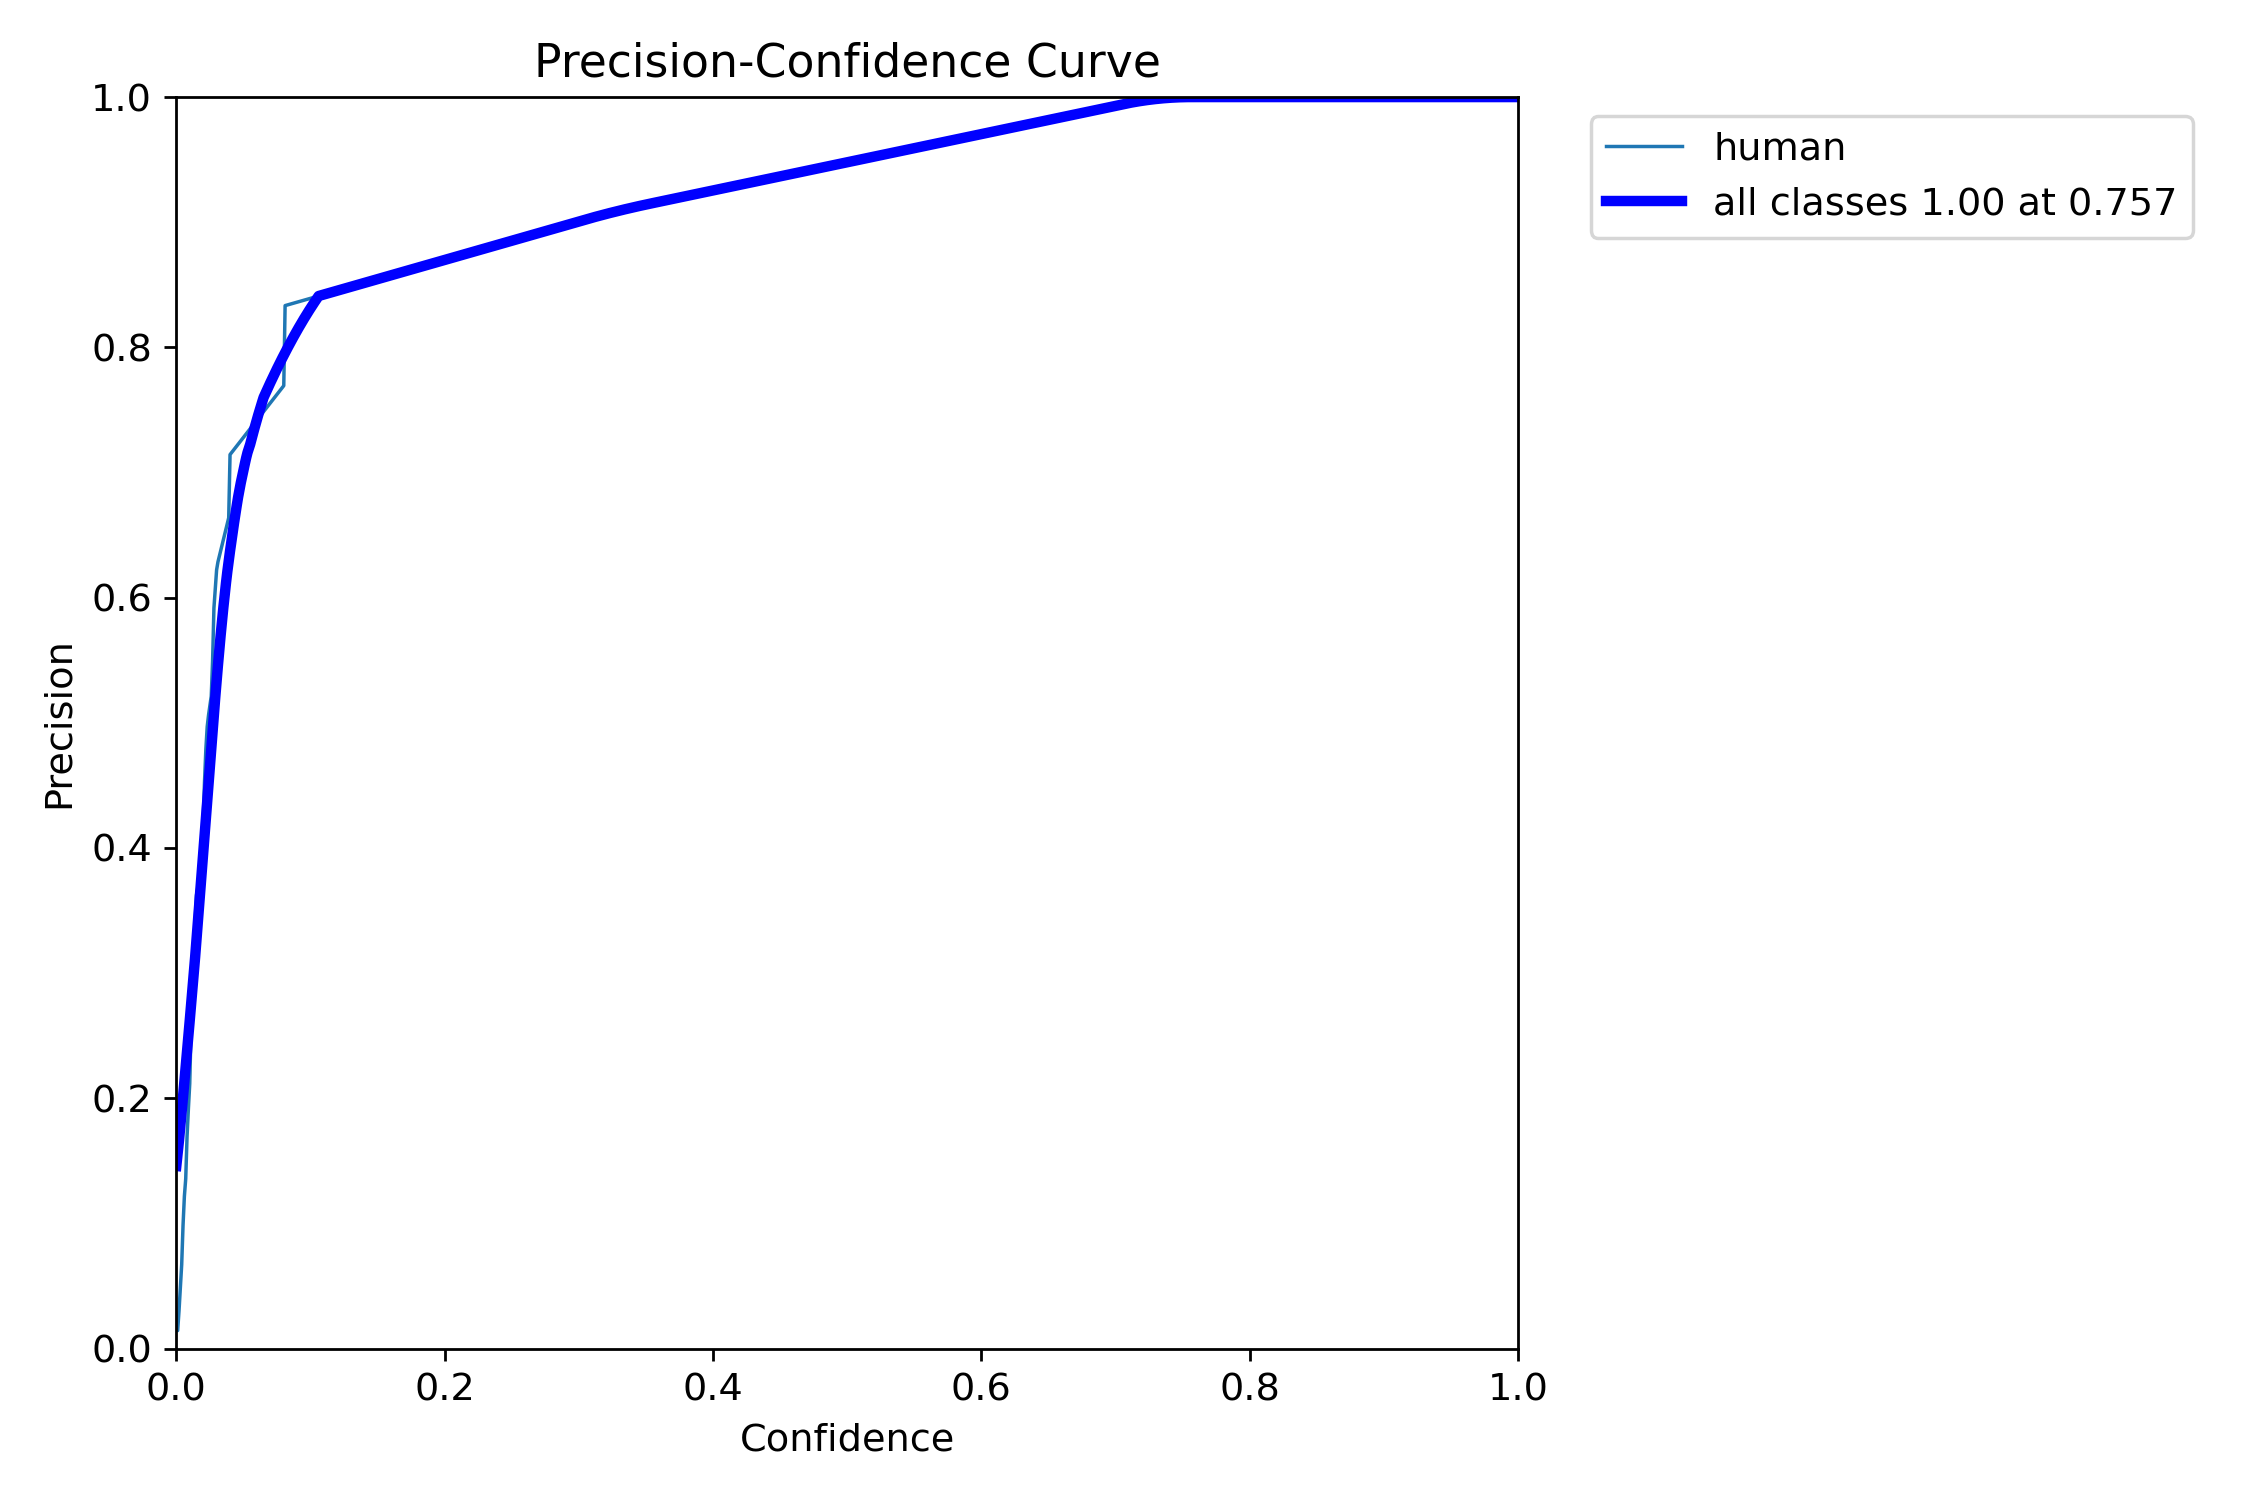 Precision-Confidence Curve
human
all classes 1.00 at 0.757
Precision
1.0
0.8
0.6
0.4
0.2
0.0
0.0 0.2 0.4 0.6 0.8 1.0
Confidence